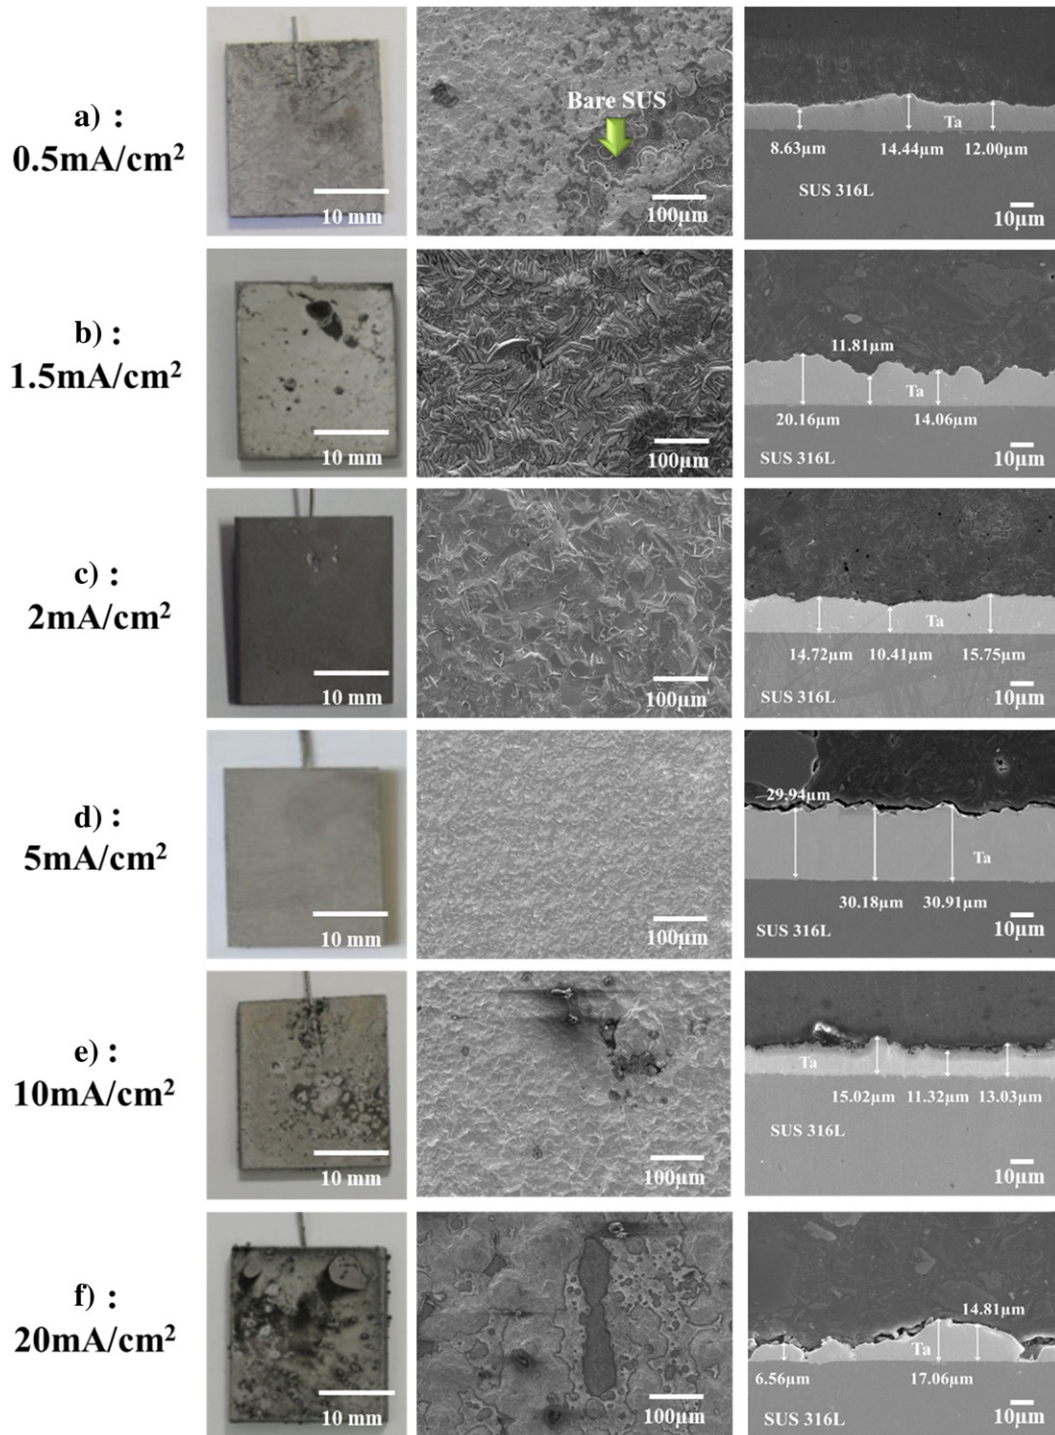 a) :
0.5mA/cm²
10 mm
Bare SUS
100µm
Ta
8.63µm
14.44µm
12.00µm
SUS 316L
10µm
b) :
1.5mA/cm²
10 mm
100µm
11.81µm
Ta
20.16µm
14.06µm
SUS 316L
10µm
c) :
2mA/cm²
10 mm
100µm
Ta
14.72µm
10.41µm
15.75µm
SUS 316L
10µm
d) :
5mA/cm²
10 mm
100µm
29.94µm
Ta
30.18µm
30.91µm
SUS 316L
10µm
e) :
10mA/cm²
10 mm
100µm
Ta
15.02µm
11.32µm
13.03µm
SUS 316L
10µm
f) :
20mA/cm²
10 mm
100µm
14.81µm
Ta
6.56µm
17.06µm
SUS 316L
10µm